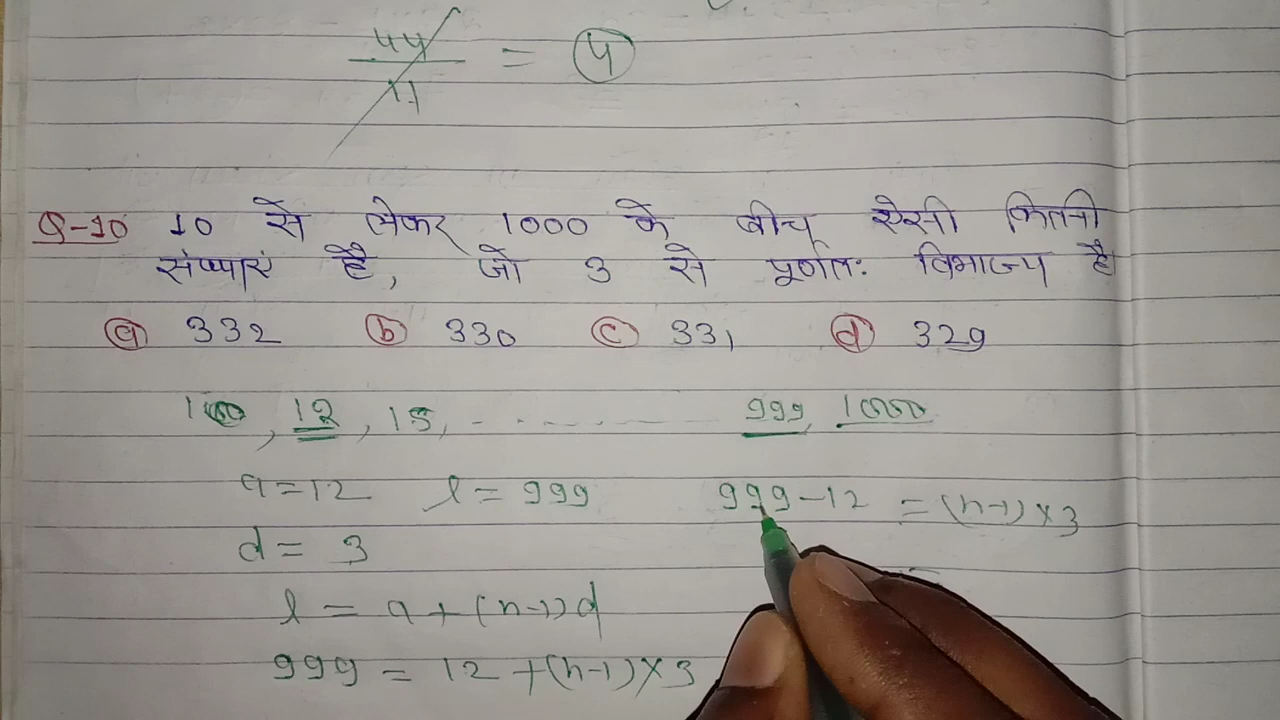 44/11 = 4
Q-10 10 से लेकर 1000 के बीच ऐसी कितनी
संख्याएं है, जो 3 से पूर्णतः विभाज्य है
(a) 332 (b) 330 (c) 331 (d) 329
10, 12, 15, - - - - - - - 999, 1000
a=12 l = 999 999-12 = (n-1)×3
d= 3
l = a+(n-1)d
999 = 12+(n-1)×3